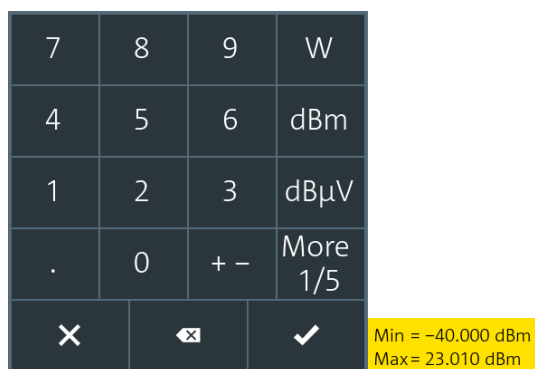 7 8 9 W
4 5 6 dBm
1 2 3 dBµV
. 0 + − More
1/5
Min = −40.000 dBm
Max= 23.010 dBm